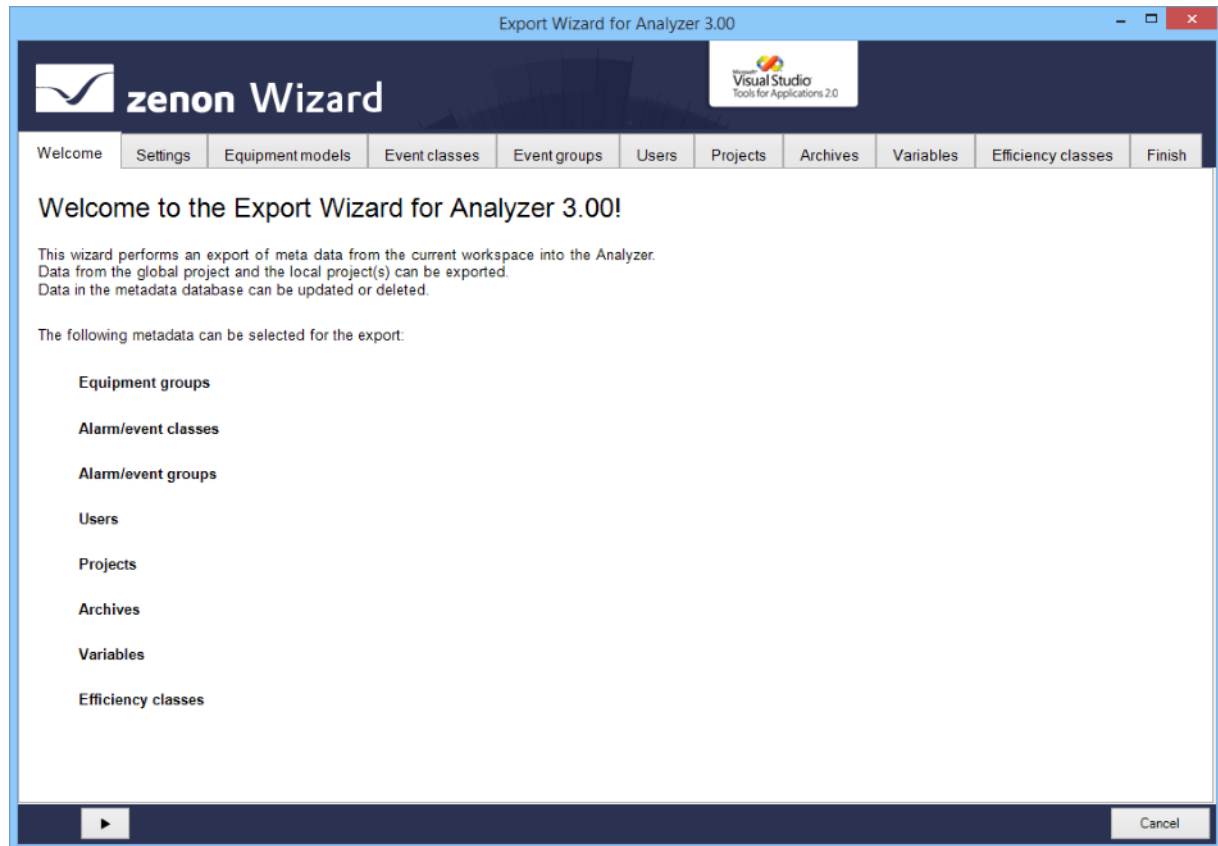 Export Wizard for Analyzer 3.00
zenon Wizard
Microsoft
Visual Studio
Tools for Applications 2.0
Welcome
Settings
Equipment models
Event classes
Event groups
Users
Projects
Archives
Variables
Efficiency classes
Finish
Welcome to the Export Wizard for Analyzer 3.00!
This wizard performs an export of meta data from the current workspace into the Analyzer.
Data from the global project and the local project(s) can be exported.
Data in the metadata database can be updated or deleted.
The following metadata can be selected for the export:
Equipment groups
Alarm/event classes
Alarm/event groups
Users
Projects
Archives
Variables
Efficiency classes
Cancel